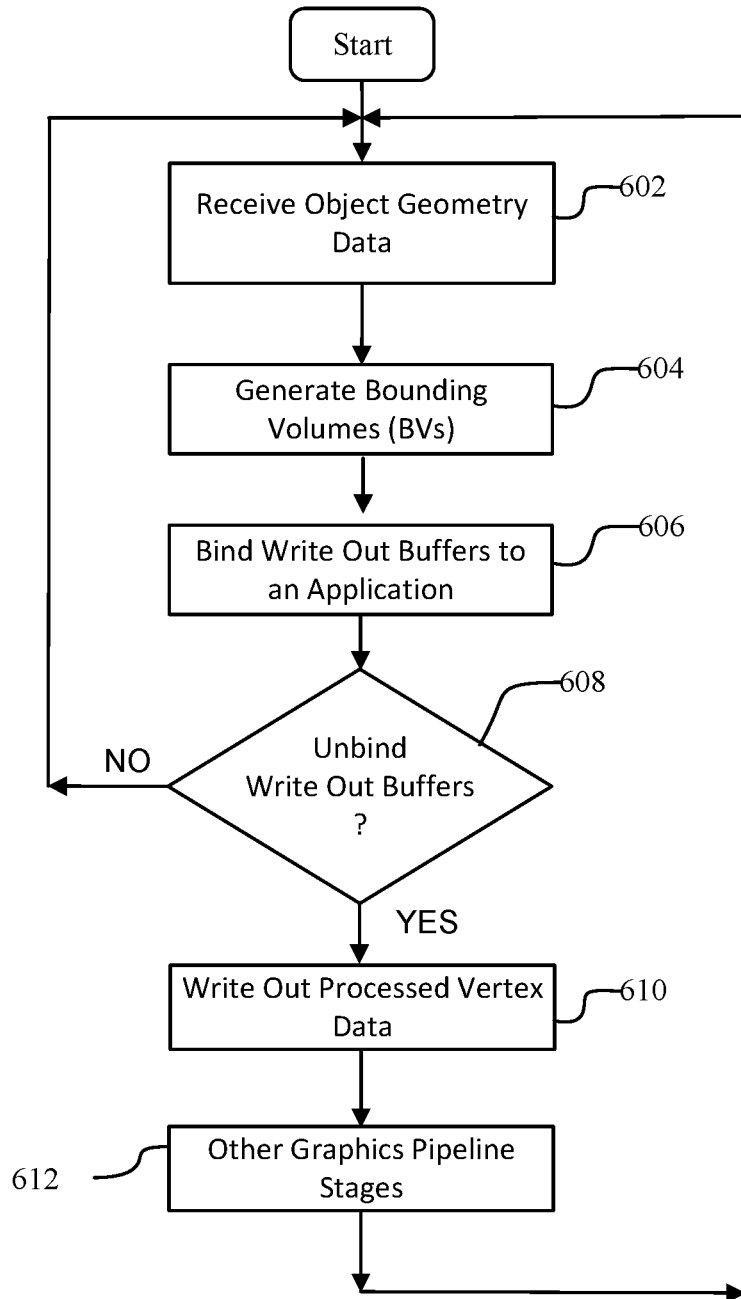 Start
Receive Object Geometry
Data
602
Generate Bounding
Volumes (BVs)
604
Bind Write Out Buffers to
an Application
606
608
Unbind
Write Out Buffers
?
NO
YES
Write Out Processed Vertex
Data
610
Other Graphics Pipeline
Stages
612